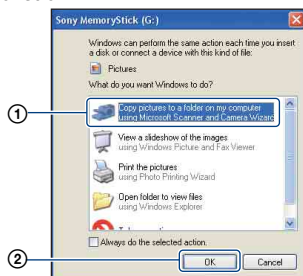 Sony MemoryStick (G:)
Windows can perform the same action each time you insert
a disk or connect a device with this kind of file:
Pictures
What do you want Windows to do?
① Copy pictures to a folder on my computer
using Microsoft Scanner and Camera Wizard
View a slideshow of the images
using Windows Picture and Fax Viewer
Print the pictures
using Photo Printing Wizard
Open folder to view files
using Windows Explorer
Always do the selected action.
② OK Cancel